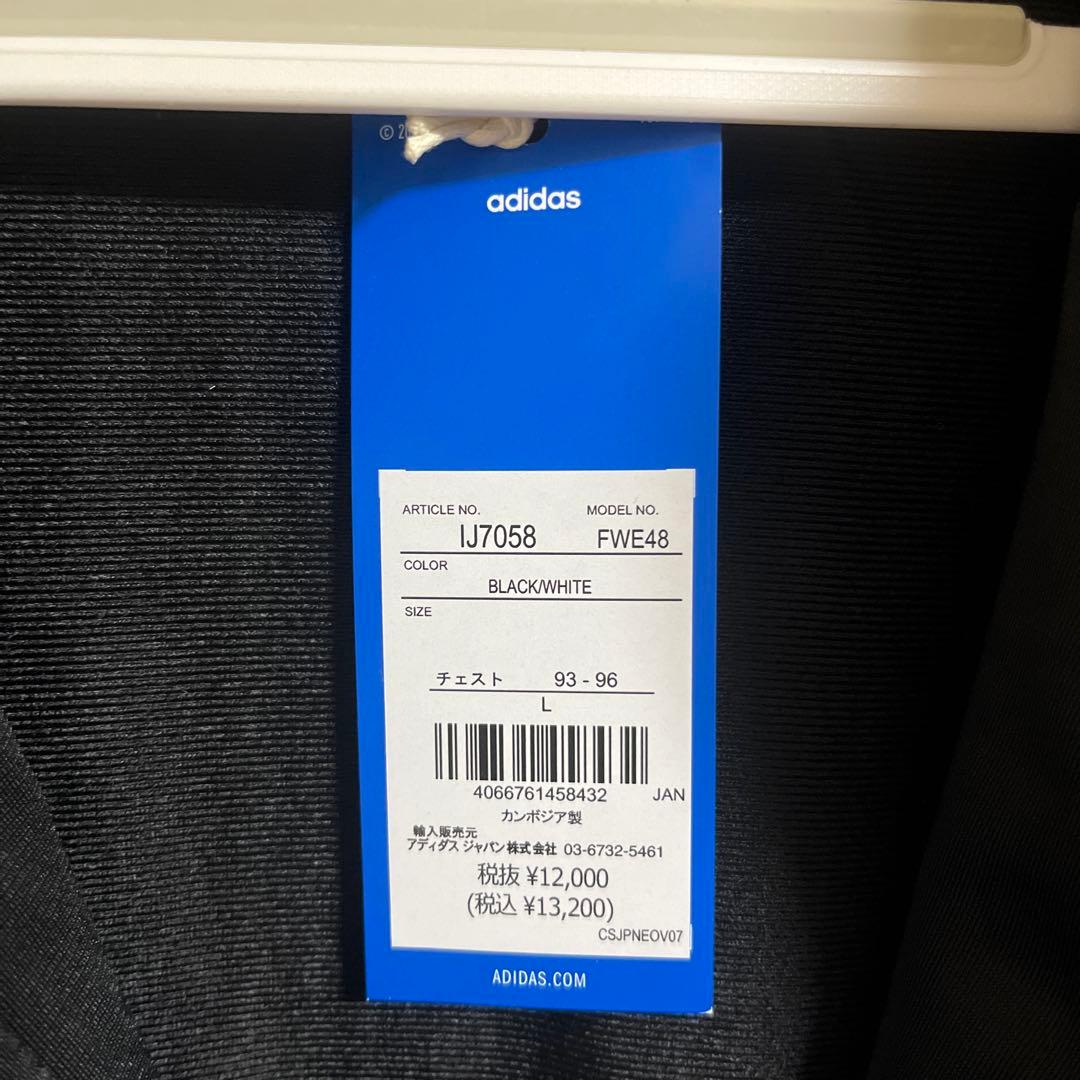 ©
adidas
ARTICLE NO. MODEL NO.
IJ7058 FWE48
COLOR
BLACK/WHITE
SIZE
チェスト 93 - 96
L
4066761458432 JAN
カンボジア製
輸入販売元
アディダス ジャパン株式会社 03-6732-5461
税抜 ¥12,000
(税込 ¥13,200)
CSJPNEOV07
ADIDAS.COM